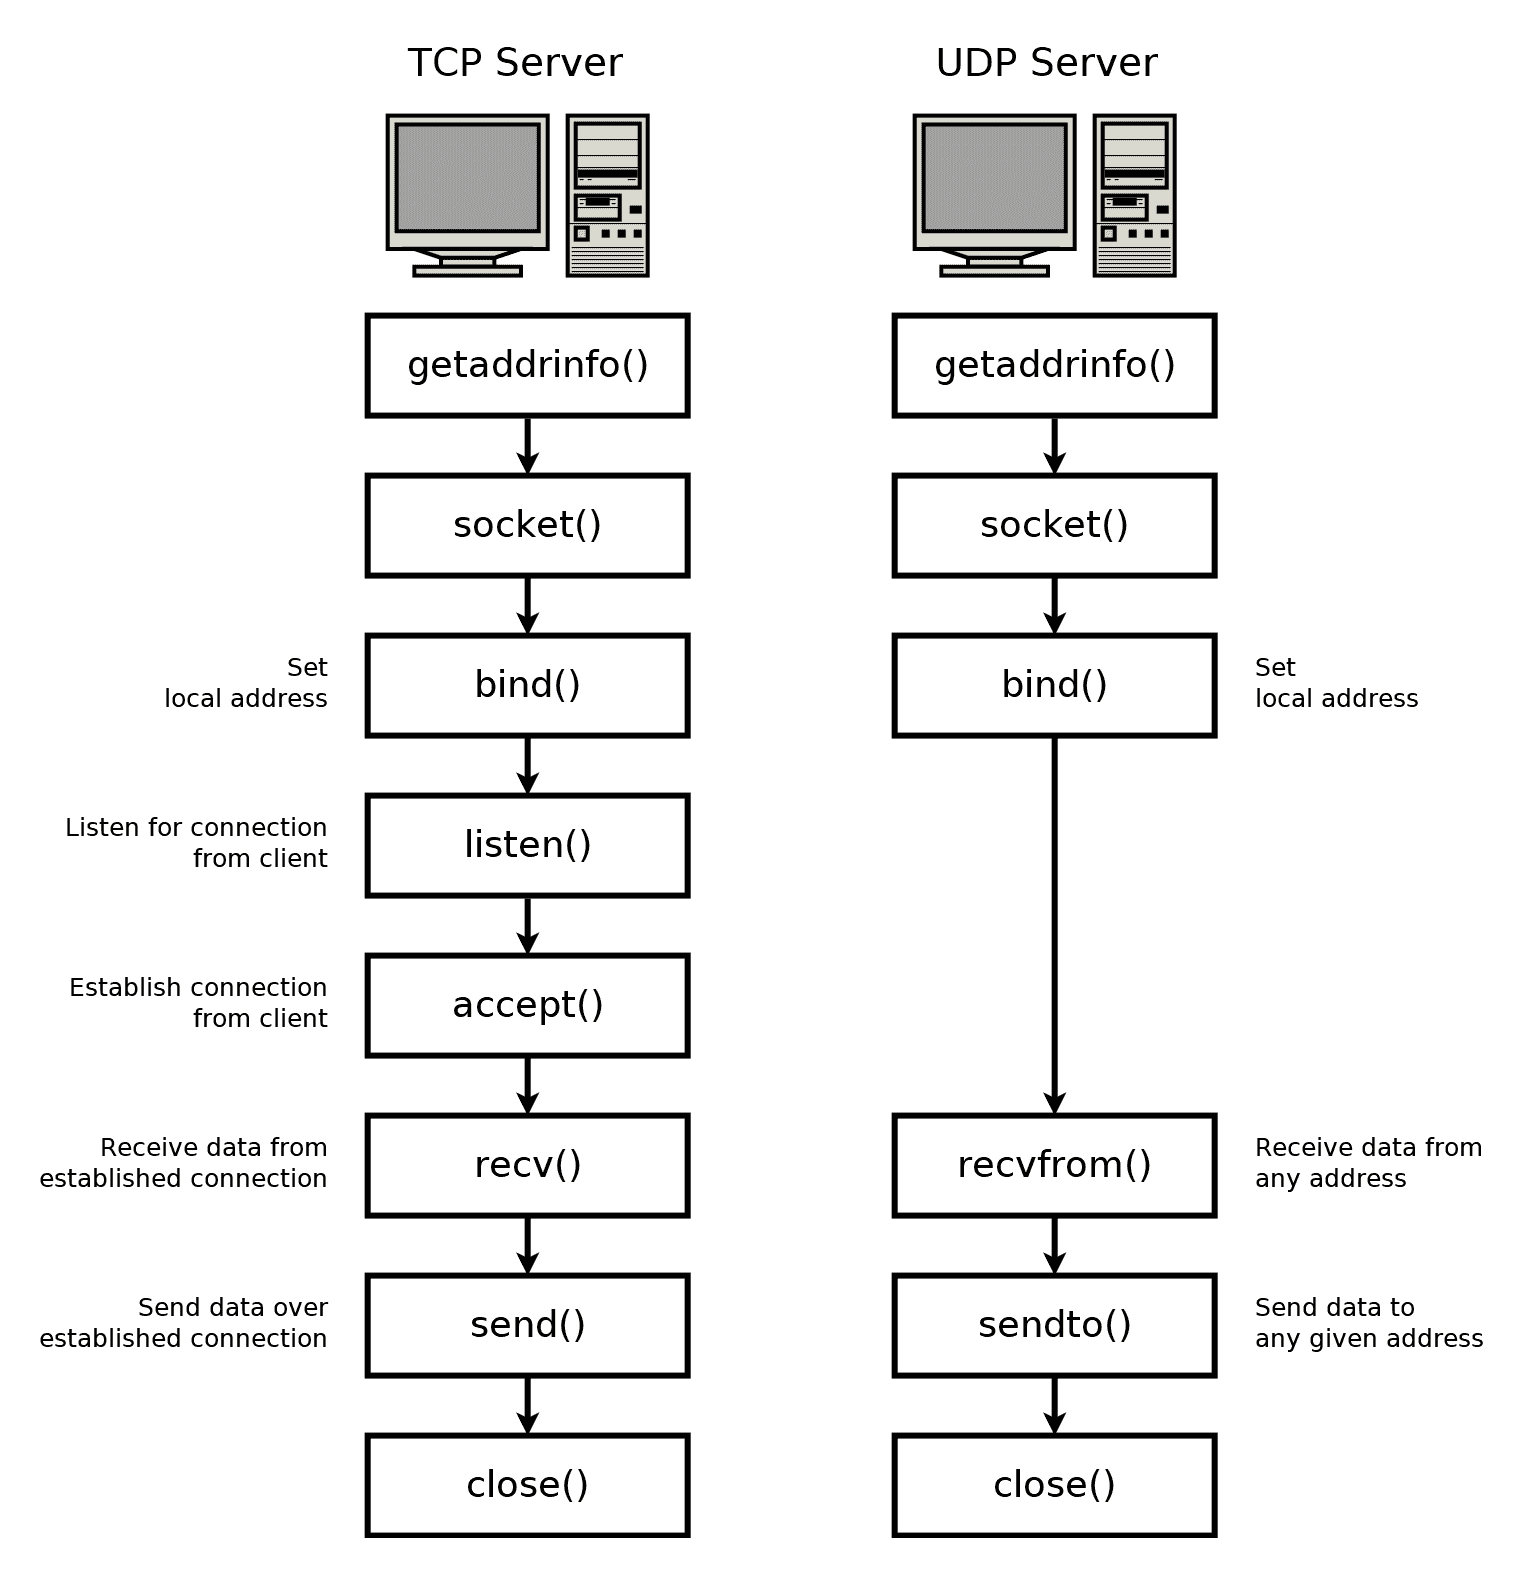 TCP Server
UDP Server
getaddrinfo()
getaddrinfo()
socket()
socket()
Set
local address
bind()
bind()
Set
local address
Listen for connection
from client
listen()
Establish connection
from client
accept()
Receive data from
established connection
recv()
recvfrom()
Receive data from
any address
Send data over
established connection
send()
sendto()
Send data to
any given address
close()
close()